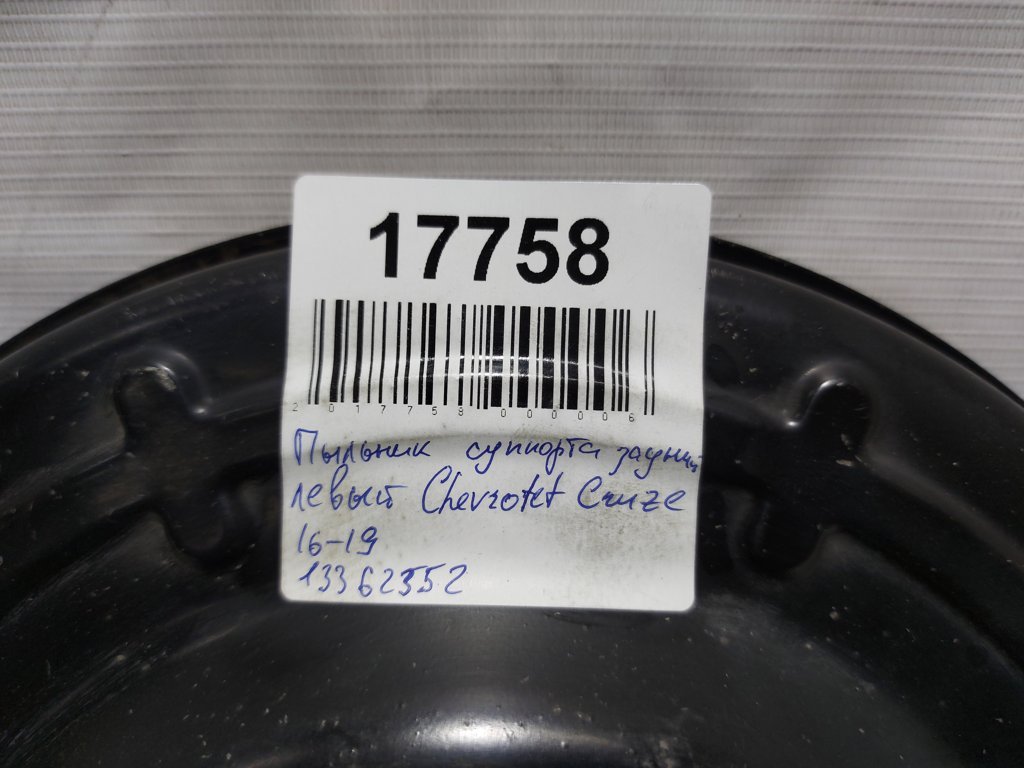 17758
2017758000006
Пыльник суппорта задний
левый Chevrolet Cruze
16-19
13362352